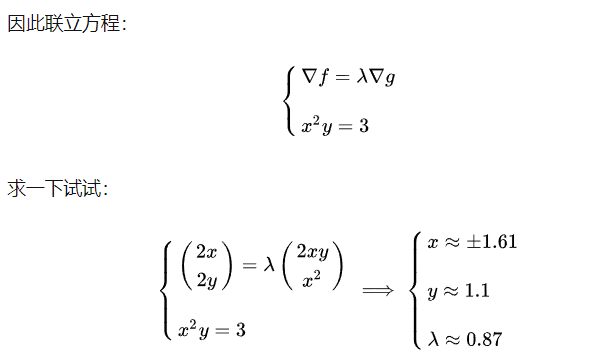 因此联立方程：
{ ∇f = λ∇g
x²y = 3
求一下试试：
{ (2x 2y) = λ (2xy x²)
x²y = 3
⟹ { x ≈ ±1.61
y ≈ 1.1
λ ≈ 0.87